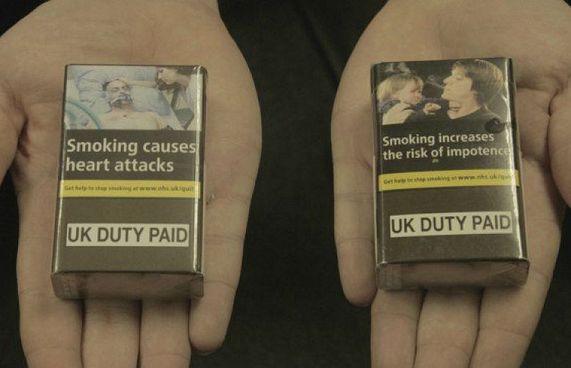 Smoking causes
heart attacks
Get help to stop smoking at www.nhs.uk/quit
UK DUTY PAID
Smoking increases
the risk of impotence
Get help to stop smoking at www.nhs.uk/quit
UK DUTY PAID